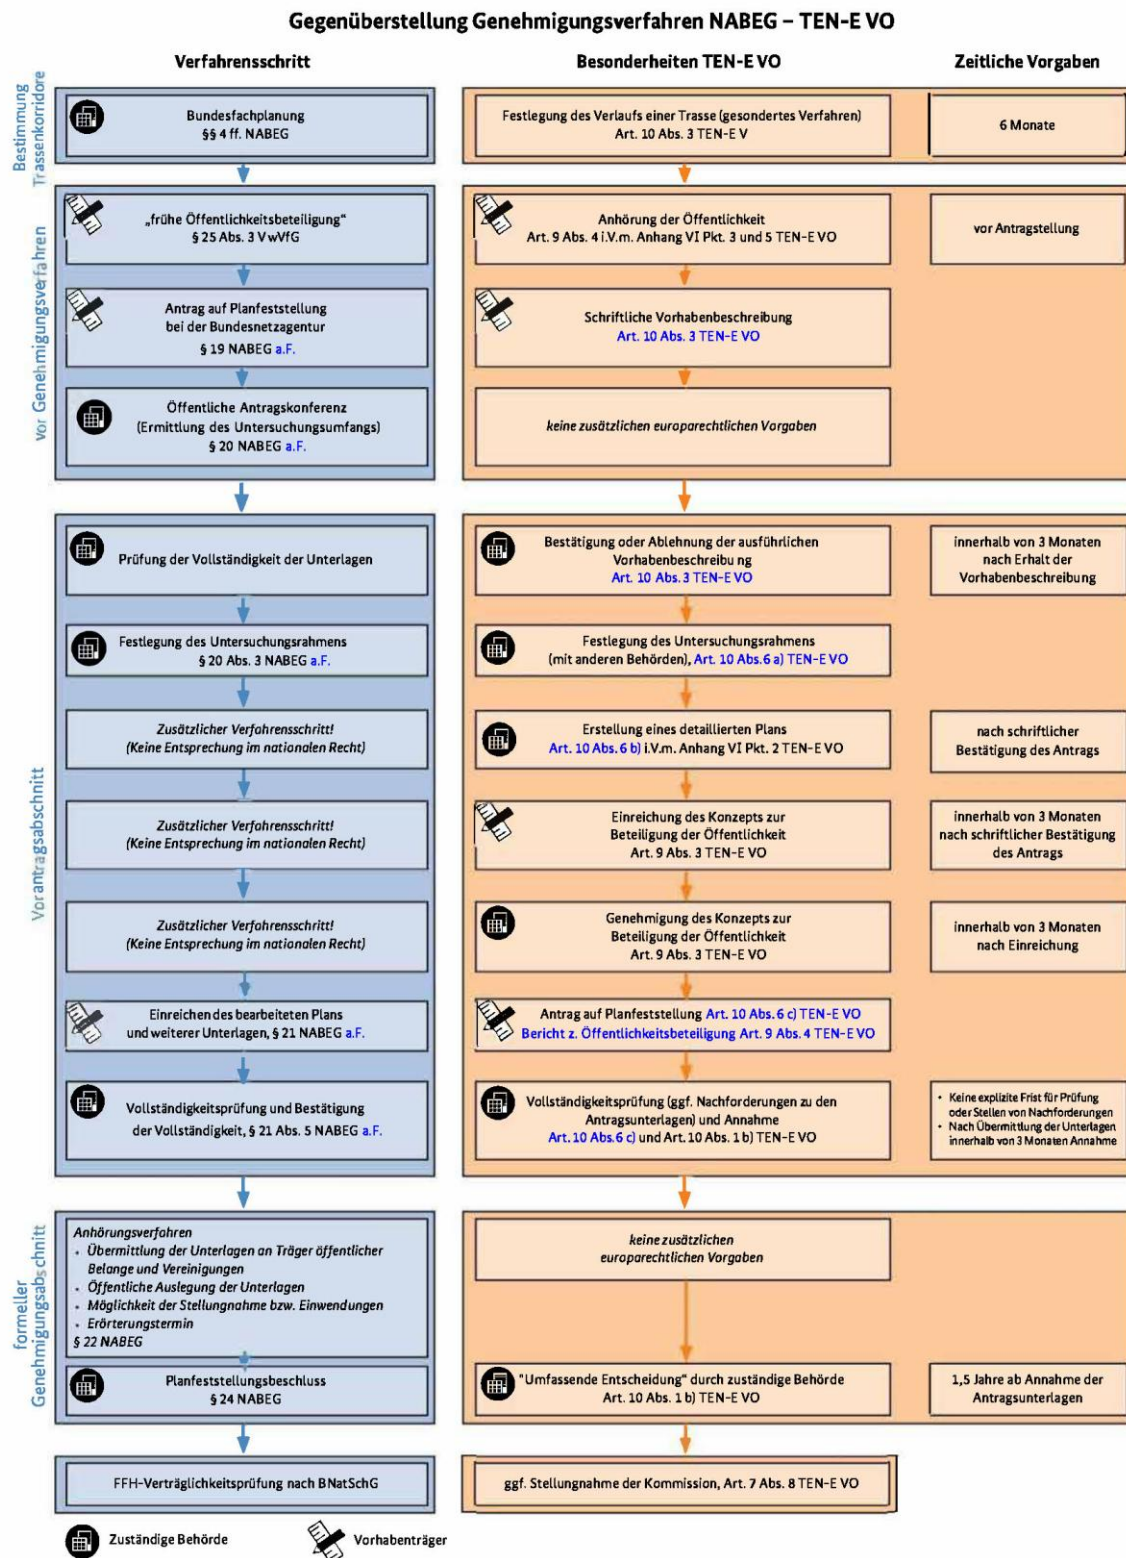 Gegenüberstellung Genehmigungsverfahren NABEG – TEN-E VO
Verfahrensschritt
Besonderheiten TEN-E VO
Zeitliche Vorgaben
Bestimmung
Trassenkorridore
Bundesfachplanung
§§ 4 ff. NABEG
Festlegung des Verlaufs einer Trasse (gesondertes Verfahren)
Art. 10 Abs. 3 TEN-E V
6 Monate
vor Genehmigungsverfahren
„frühe Öffentlichkeitsbeteiligung“
§ 25 Abs. 3 VwVfG
Anhörung der Öffentlichkeit
Art. 9 Abs. 4 i.V.m. Anhang VI Pkt. 3 und 5 TEN-E VO
vor Antragstellung
Antrag auf Planfeststellung
bei der Bundesnetzagentur
§ 19 NABEG a.F.
Schriftliche Vorhabenbeschreibung
Art. 10 Abs. 3 TEN-E VO
Öffentliche Antragskonferenz
(Ermittlung des Untersuchungsumfangs)
§ 20 NABEG a.F.
keine zusätzlichen europarechtlichen Vorgaben
Vorantragsabschnitt
Prüfung der Vollständigkeit der Unterlagen
Bestätigung oder Ablehnung der ausführlichen
Vorhabenbeschreibung
Art. 10 Abs. 3 TEN-E VO
innerhalb von 3 Monaten
nach Erhalt der
Vorhabenbeschreibung
Festlegung des Untersuchungsrahmens
§ 20 Abs. 3 NABEG a.F.
Festlegung des Untersuchungsrahmens
(mit anderen Behörden), Art. 10 Abs.6 a) TEN-E VO
Zusätzlicher Verfahrensschritt!
(Keine Entsprechung im nationalen Recht)
Erstellung eines detaillierten Plans
Art. 10 Abs. 6 b) i.V.m. Anhang VI Pkt. 2 TEN-E VO
nach schriftlicher
Bestätigung des Antrags
Zusätzlicher Verfahrensschritt!
(Keine Entsprechung im nationalen Recht)
Einreichung des Konzepts zur
Beteiligung der Öffentlichkeit
Art. 9 Abs. 3 TEN-E VO
innerhalb von 3 Monaten
nach schriftlicher Bestätigung
des Antrags
Zusätzlicher Verfahrensschritt!
(Keine Entsprechung im nationalen Recht)
Genehmigung des Konzepts zur
Beteiligung der Öffentlichkeit
Art. 9 Abs. 3 TEN-E VO
innerhalb von 3 Monaten
nach Einreichung
Einreichen des bearbeiteten Plans
und weiterer Unterlagen, § 21 NABEG a.F.
Antrag auf Planfeststellung Art. 10 Abs. 6 c) TEN-E VO
Bericht z. Öffentlichkeitsbeteiligung Art. 9 Abs. 4 TEN-E VO
Vollständigkeitsprüfung und Bestätigung
der Vollständigkeit, § 21 Abs. 5 NABEG a.F.
Vollständigkeitsprüfung (ggf. Nachforderungen zu den
Antragsunterlagen) und Annahme
Art. 10 Abs.6 c) und Art. 10 Abs. 1 b) TEN-E VO
• Keine explizite Frist für Prüfung
oder Stellen von Nachforderungen
• Nach Übermittlung der Unterlagen
innerhalb von 3 Monaten Annahme
formeller
Genehmigungsabschnitt
Anhörungsverfahren
• Übermittlung der Unterlagen an Träger öffentlicher
Belange und Vereinigungen
• Öffentliche Auslegung der Unterlagen
• Möglichkeit der Stellungnahme bzw. Einwendungen
• Erörterungstermin
§ 22 NABEG
keine zusätzlichen
europarechtlichen Vorgaben
Planfeststellungsbeschluss
§ 24 NABEG
"Umfassende Entscheidung" durch zuständige Behörde
Art. 10 Abs. 1 b) TEN-E VO
1,5 Jahre ab Annahme der
Antragsunterlagen
FFH-Verträglichkeitsprüfung nach BNatSchG
ggf. Stellungnahme der Kommission, Art. 7 Abs. 8 TEN-E VO
Zuständige Behörde
Vorhabenträger